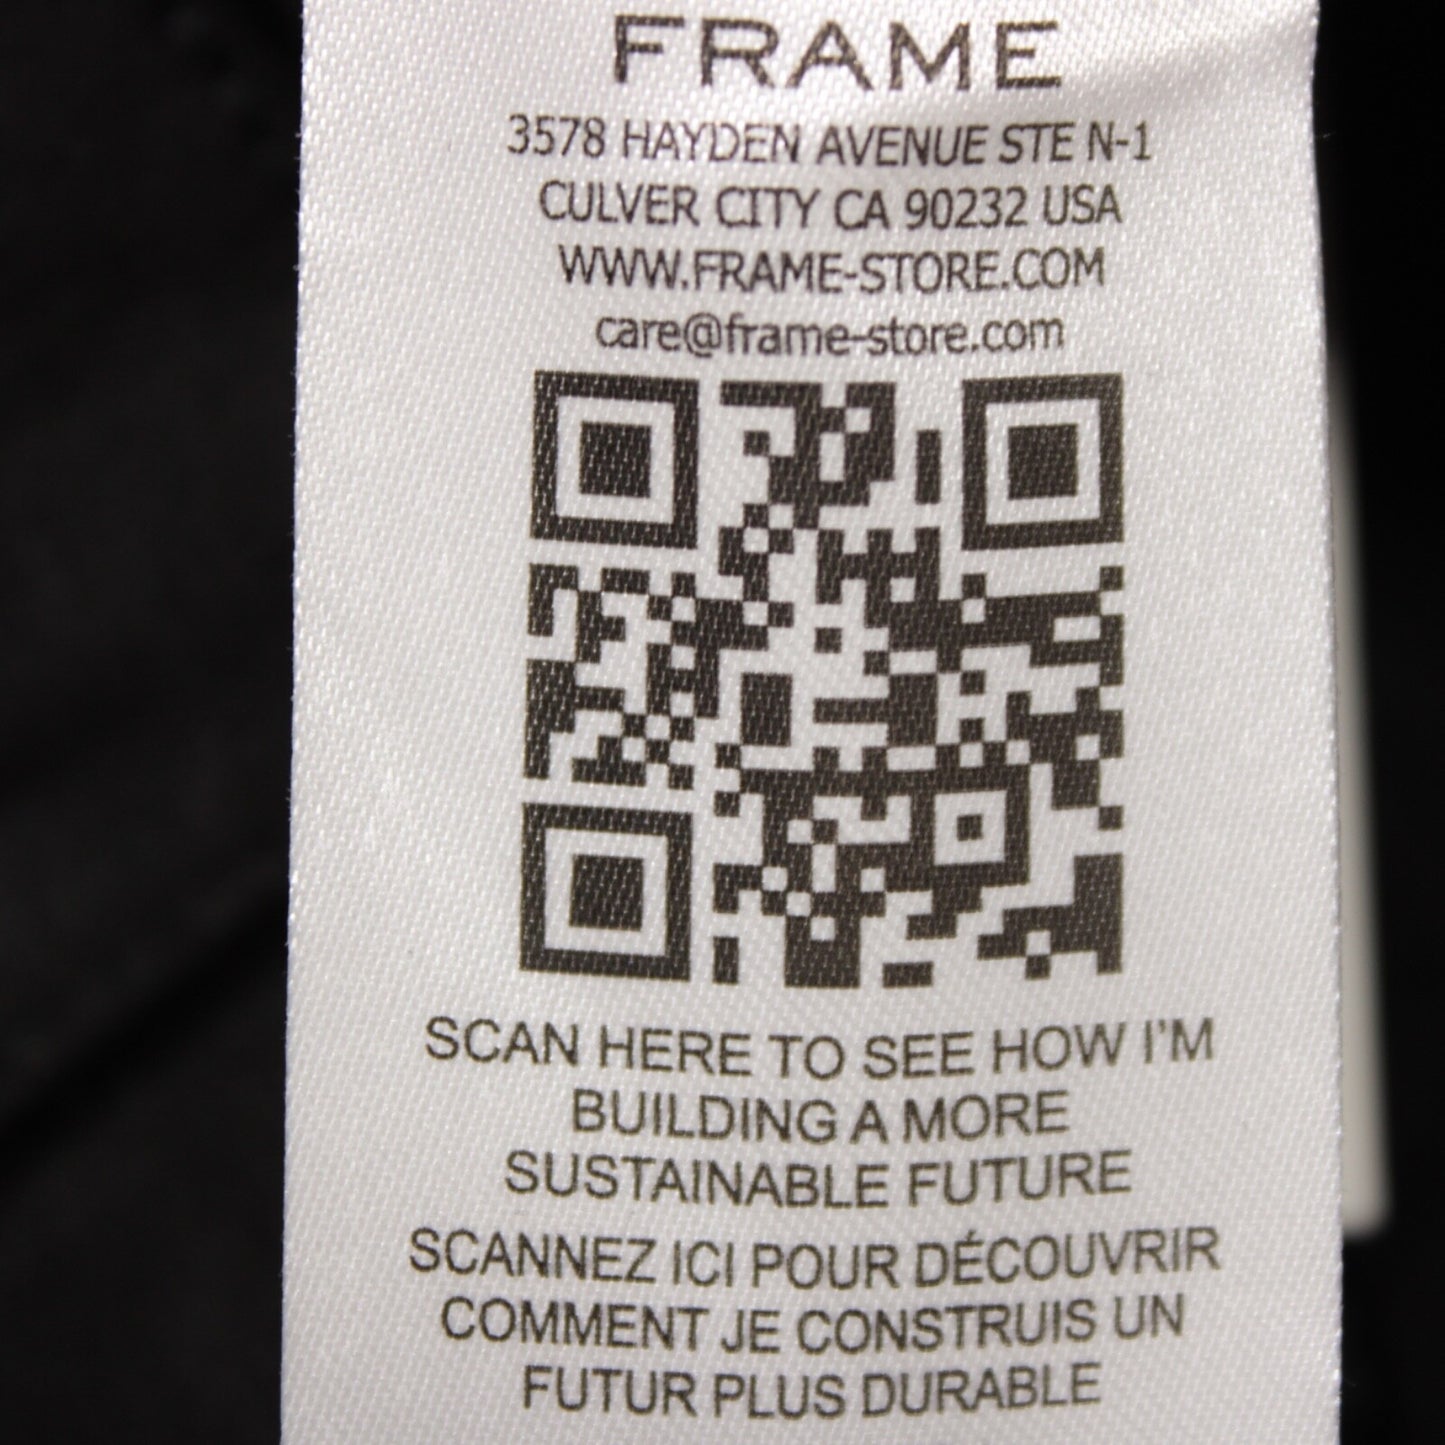 FRAME
3578 HAYDEN AVENUE STE N-1
CULVER CITY CA 90232 USA
WWW.FRAME-STORE.COM
care@frame-store.com
SCAN HERE TO SEE HOW I'M
BUILDING A MORE
SUSTAINABLE FUTURE
SCANNEZ ICI POUR DÉCOUVRIR
COMMENT JE CONSTRUIS UN
FUTUR PLUS DURABLE